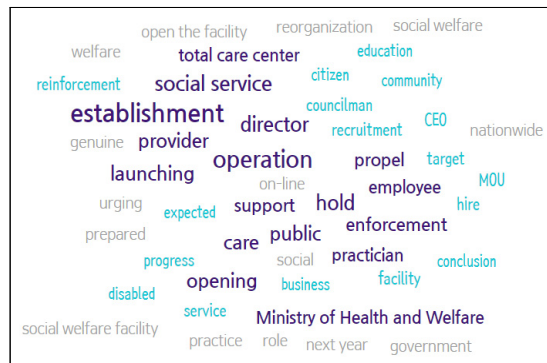 open the facility reorganization social welfare
welfare total care center education
reinforcement social service citizen community
establishment director councilman CEO
genuine provider recruitment nationwide
launching operation propel target
on-line employee MOU
urging expected support hold hire
prepared care public enforcement
progress social practician conclusion
disabled opening business facility
service Ministry of Health and Welfare
social welfare facility practice role next year government